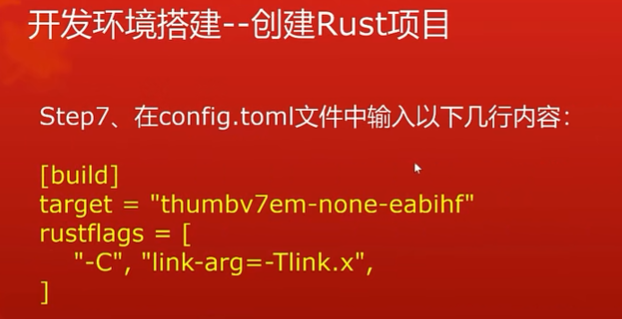 开发环境搭建--创建Rust项目
Step7、在config.toml文件中输入以下几行内容：
[build]
target = "thumbv7em-none-eabihf"
rustflags = [
"-C", "link-arg=-Tlink.x",
]